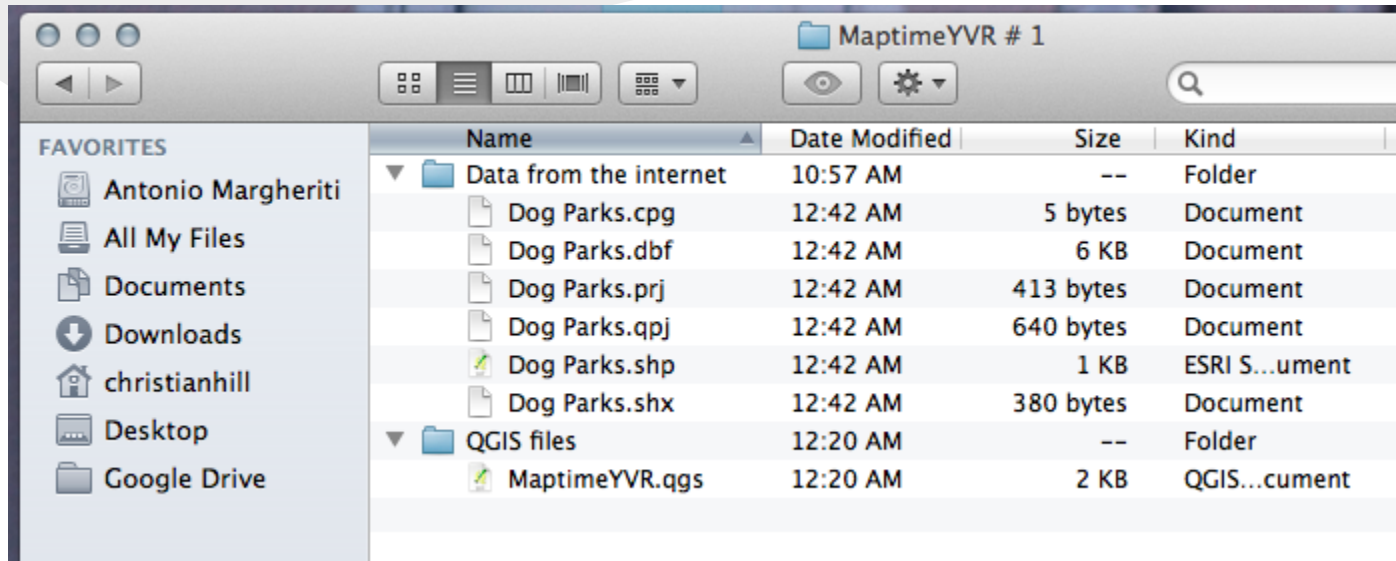 MaptimeYVR # 1
FAVORITES
Antonio Margheriti
All My Files
Documents
Downloads
christianhill
Desktop
Google Drive
Name Date Modified Size Kind
Data from the internet 10:57 AM -- Folder
Dog Parks.cpg 12:42 AM 5 bytes Document
Dog Parks.dbf 12:42 AM 6 KB Document
Dog Parks.prj 12:42 AM 413 bytes Document
Dog Parks.qpj 12:42 AM 640 bytes Document
Dog Parks.shp 12:42 AM 1 KB ESRI S...ument
Dog Parks.shx 12:42 AM 380 bytes Document
QGIS files 12:20 AM -- Folder
MaptimeYVR.qgs 12:20 AM 2 KB QGIS...cument